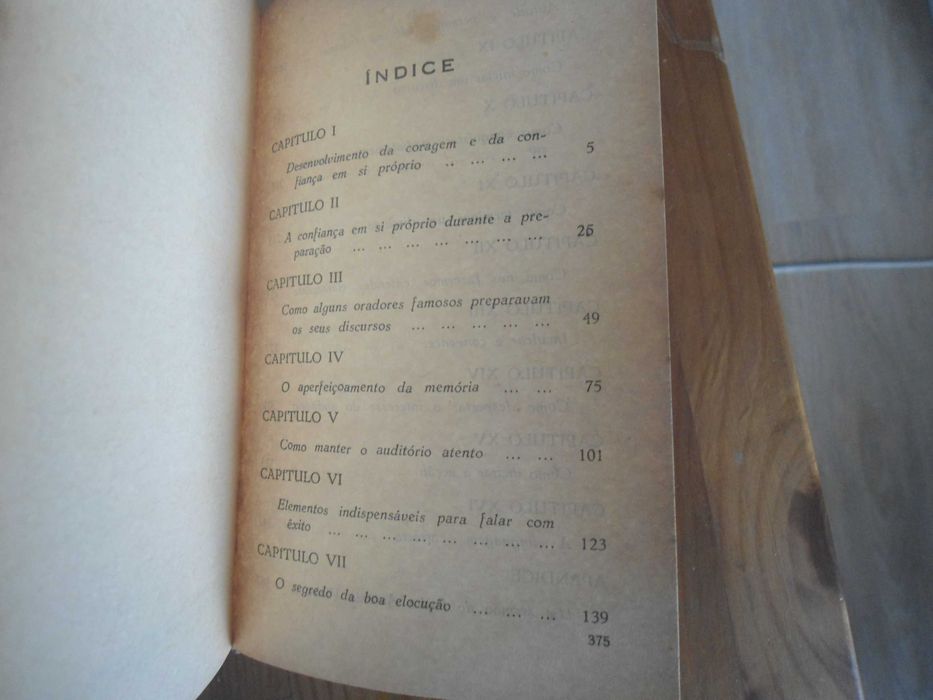 ÍNDICE
CAPITULO I
Desenvolvimento da coragem e da con-
fiança em si próprio .. ... ... ... 5
CAPITULO II
A confiança em si próprio durante a pre-
paração ... ... ... ... ... ... ... 26
CAPITULO III
Como alguns oradores famosos preparavam
os seus discursos ... ... ... ... ... 49
CAPITULO IV
O aperfeiçoamento da memória ... ... 75
CAPITULO V
Como manter o auditório atento ... ... 101
CAPITULO VI
Elementos indispensáveis para falar com
êxito ... ... ... ... ... ... ... ... ... 123
CAPITULO VII
O segredo da boa elocução ... ... ... 139
375